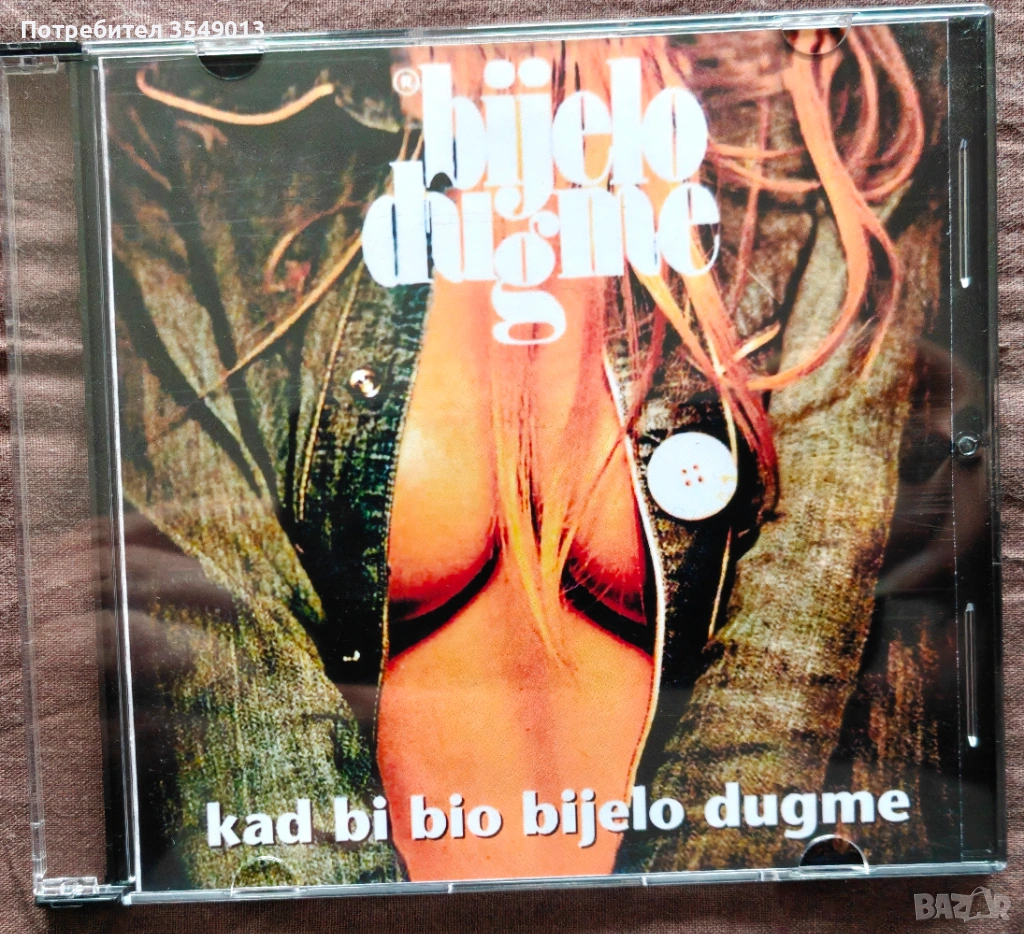 Потребител 3549013
® bijelo
dugme
kad bi bio bijelo dugme
BAZAR